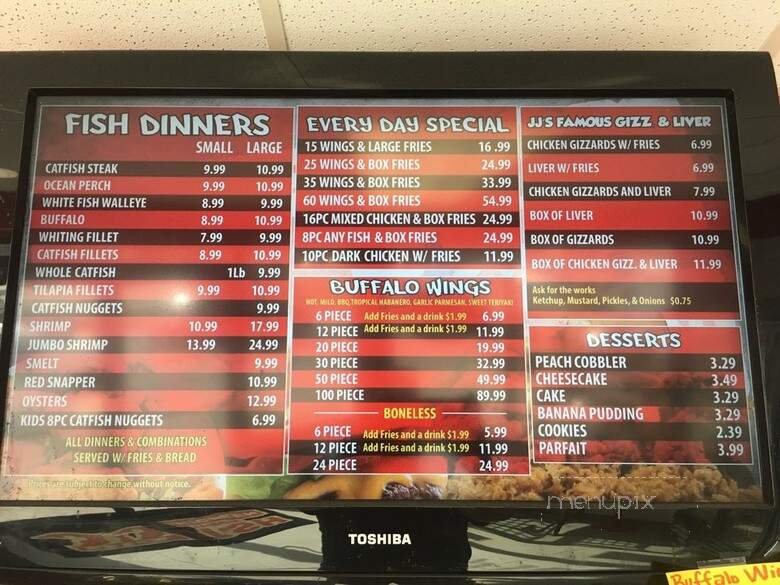 FISH DINNERS
SMALL LARGE
CATFISH STEAK 9.99 10.99
OCEAN PERCH 9.99 10.99
WHITE FISH WALLEYE 8.99 9.99
BUFFALO 8.99 10.99
WHITING FILLET 7.99 9.99
CATFISH FILLETS 8.99 10.99
WHOLE CATFISH 1Lb 9.99
TILAPIA FILLETS 9.99 10.99
CATFISH NUGGETS 9.99
SHRIMP 10.99 17.99
JUMBO SHRIMP 13.99 24.99
SMELT 9.99
RED SNAPPER 10.99
OYSTERS 12.99
KIDS 8PC CATFISH NUGGETS 6.99
ALL DINNERS & COMBINATIONS
SERVED W/ FRIES & BREAD
Prices are subject to change without notice.
EVERY DAY SPECIAL
15 WINGS & LARGE FRIES 16.99
25 WINGS & BOX FRIES 24.99
35 WINGS & BOX FRIES 33.99
60 WINGS & BOX FRIES 54.99
16PC MIXED CHICKEN & BOX FRIES 24.99
8PC ANY FISH & BOX FRIES 24.99
10PC DARK CHICKEN W/ FRIES 11.99
BUFFALO WINGS
HOT, MILD, BBQ, TROPICAL HABANERO, GARLIC PARMESAN, SWEET TERIYAKI
6 PIECE Add Fries and a drink $1.99 6.99
12 PIECE Add Fries and a drink $1.99 11.99
20 PIECE 19.99
30 PIECE 32.99
50 PIECE 49.99
100 PIECE 89.99
BONELESS
6 PIECE Add Fries and a drink $1.99 5.99
12 PIECE Add Fries and a drink $1.99 11.99
24 PIECE 24.99
JJ'S FAMOUS GIZZ & LIVER
CHICKEN GIZZARDS W/ FRIES 6.99
LIVER W/ FRIES 6.99
CHICKEN GIZZARDS AND LIVER 7.99
BOX OF LIVER 10.99
BOX OF GIZZARDS 10.99
BOX OF CHICKEN GIZZ. & LIVER 11.99
Ask for the works
Ketchup, Mustard, Pickles, & Onions $0.75
DESSERTS
PEACH COBBLER 3.29
CHEESECAKE 3.49
CAKE 3.29
BANANA PUDDING 3.29
COOKIES 2.39
PARFAIT 3.99
menupix
TOSHIBA
Buffalo